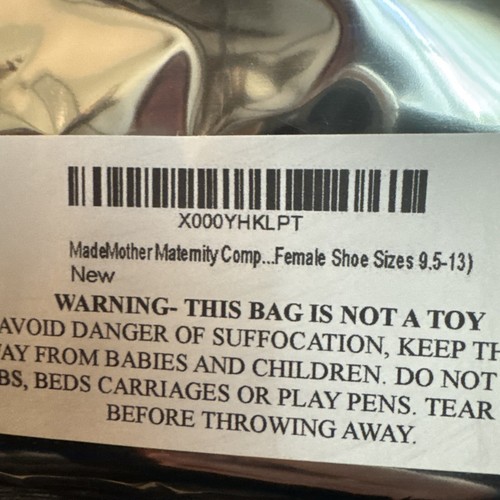 X000YHKLPT
MadeMother Maternity Comp...Female Shoe Sizes 9.5-13)
New
WARNING- THIS BAG IS NOT A TOY
AVOID DANGER OF SUFFOCATION, KEEP TH
AY FROM BABIES AND CHILDREN. DO NOT
BS, BEDS CARRIAGES OR PLAY PENS. TEAR
BEFORE THROWING AWAY.